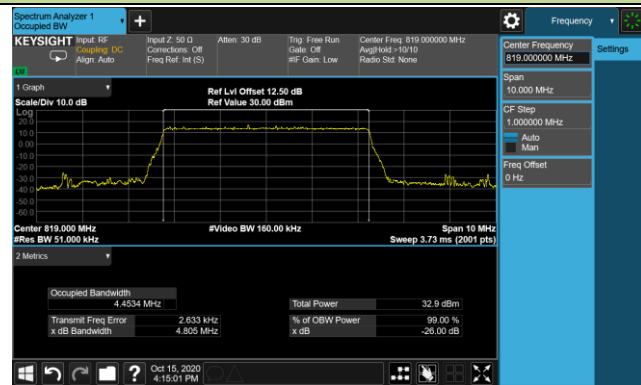 Spectrum Analyzer 1
Occupied BW
Frequency
KEYSIGHT
Input: RF
Coupling: DC
Align: Auto
Input Z: 50 Ω
Corrections: Off
Freq Ref: Int (S)
Atten: 30 dB
Trig: Free Run
Gate: Off
#IF Gain: Low
Center Freq: 819.000000 MHz
Avg|Hold:>10/10
Radio Std: None
LW
Center Frequency
819.000000 MHz
Settings
Span
10.000 MHz
CF Step
1.000000 MHz
Auto
Man
Freq Offset
0 Hz
1 Graph
Scale/Div 10.0 dB
Ref Lvl Offset 12.50 dB
Ref Value 30.00 dBm
Log
20.0
10.0
0.00
-10.0
-20.0
-30.0
-40.0
-50.0
-60.0
Center 819.000 MHz
#Video BW 160.00 kHz
Span 10 MHz
#Res BW 51.000 kHz
Sweep 3.73 ms (2001 pts)
2 Metrics
Occupied Bandwidth
4.4534 MHz
Total Power 32.9 dBm
Transmit Freq Error 2.633 kHz
% of OBW Power 99.00 %
x dB Bandwidth 4.805 MHz
x dB -26.00 dB
?
Oct 15, 2020
4:15:01 PM